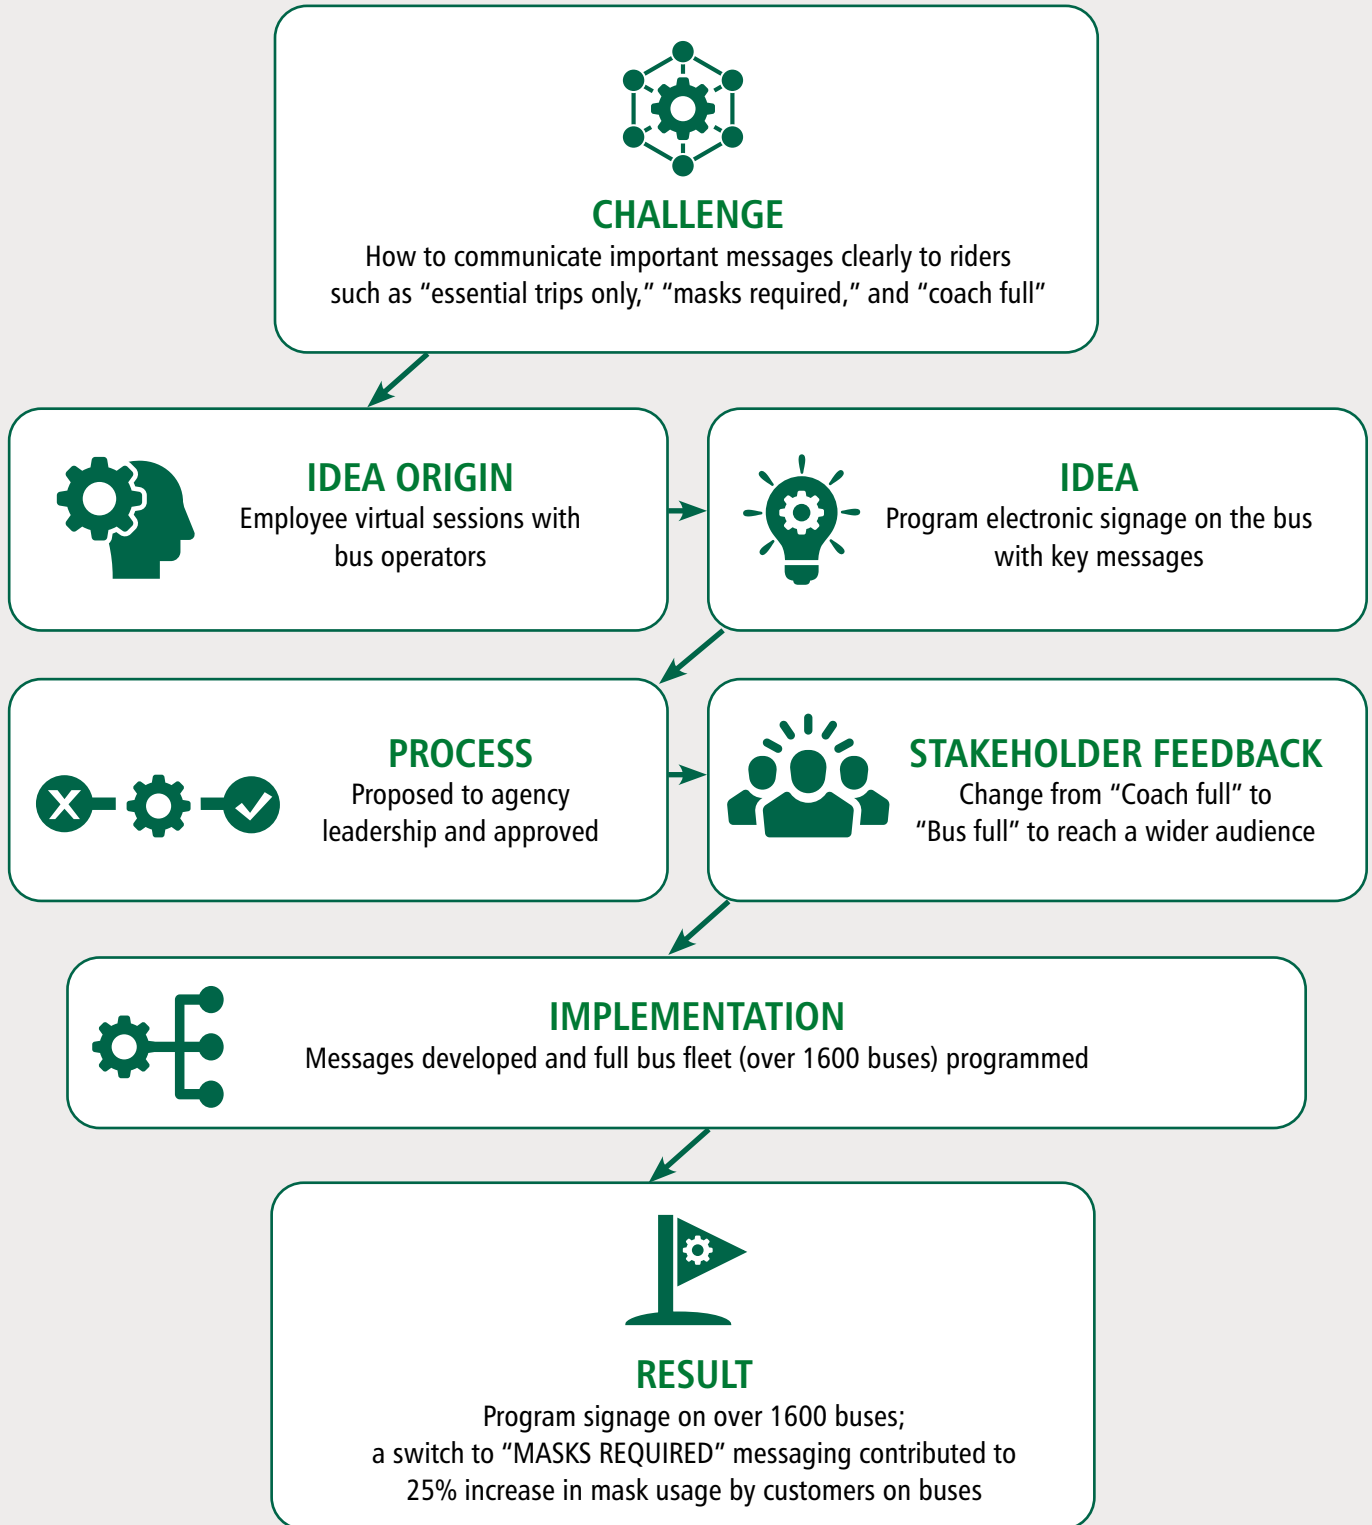 CHALLENGE
How to communicate important messages clearly to riders
such as “essential trips only,” “masks required,” and “coach full”
IDEA ORIGIN
Employee virtual sessions with
bus operators
IDEA
Program electronic signage on the bus
with key messages
PROCESS
Proposed to agency
leadership and approved
STAKEHOLDER FEEDBACK
Change from “Coach full” to
“Bus full” to reach a wider audience
IMPLEMENTATION
Messages developed and full bus fleet (over 1600 buses) programmed
RESULT
Program signage on over 1600 buses;
a switch to “MASKS REQUIRED” messaging contributed to
25% increase in mask usage by customers on buses